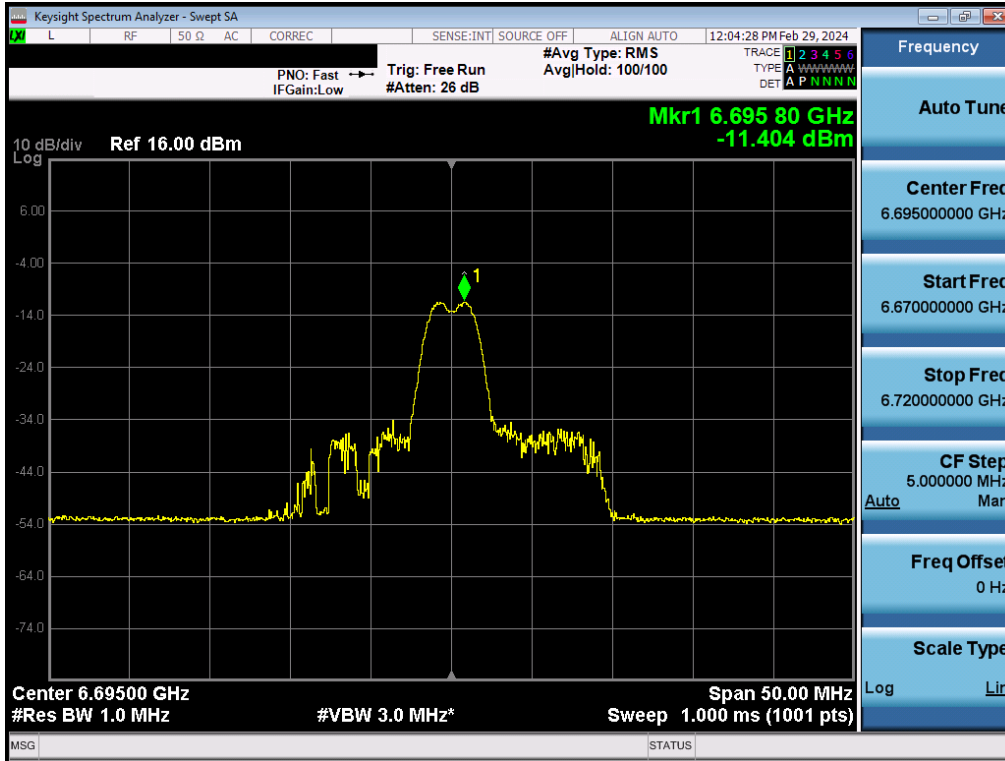 Keysight Spectrum Analyzer - Swept SA
LXI L RF 50 Ω AC CORREC SENSE:INT SOURCE OFF ALIGN AUTO 12:04:28 PM Feb 29, 2024
PNO: Fast
IFGain:Low
Trig: Free Run
#Atten: 26 dB
#Avg Type: RMS
Avg|Hold: 100/100
TRACE 1 2 3 4 5 6
TYPE A WWWWW
DET A P N N N N
Mkr1 6.695 80 GHz
-11.404 dBm
10 dB/div Ref 16.00 dBm
Log
6.00
-4.00
1
-14.0
-24.0
-34.0
-44.0
-54.0
-64.0
-74.0
Center 6.69500 GHz Span 50.00 MHz
#Res BW 1.0 MHz #VBW 3.0 MHz* Sweep 1.000 ms (1001 pts)
MSG STATUS
Frequency
Auto Tune
Center Freq
6.695000000 GHz
Start Freq
6.670000000 GHz
Stop Freq
6.720000000 GHz
CF Step
5.000000 MHz
Auto Man
Freq Offset
0 Hz
Scale Type
Log Lin